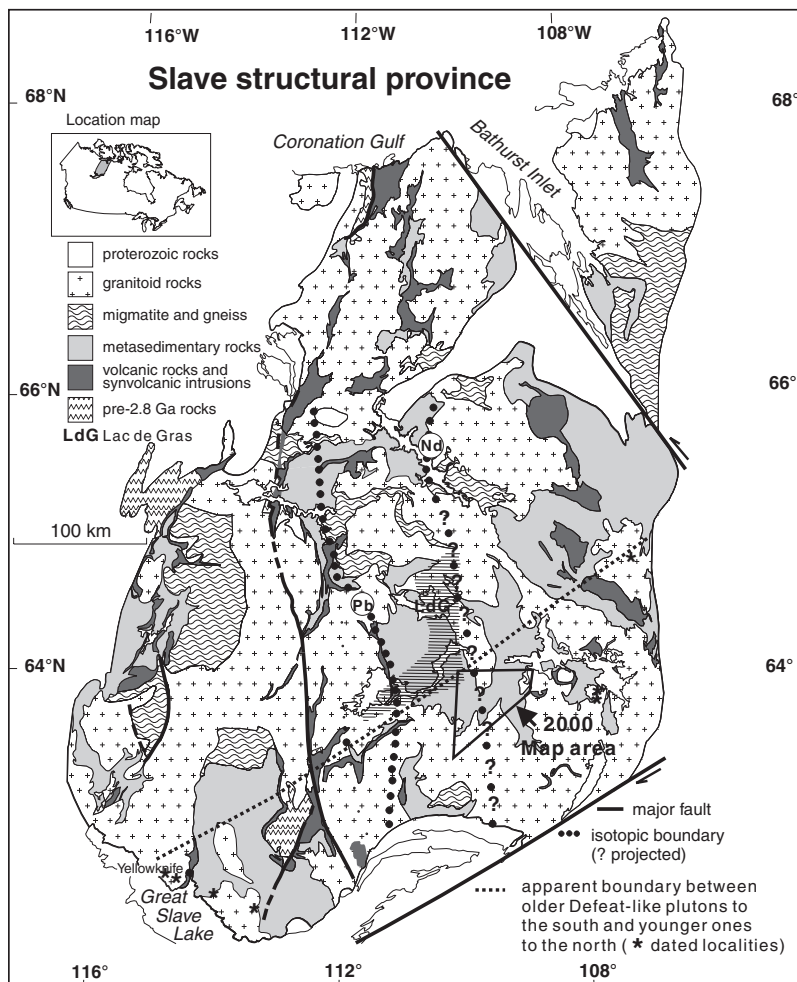 116°W
112°W
108°W
Slave structural province
68°N
68°
Location map
Coronation Gulf
Bathurst Inlet
proterozoic rocks
granitoid rocks
migmatite and gneiss
metasedimentary rocks
volcanic rocks and
synvolcanic intrusions
pre-2.8 Ga rocks
LdG Lac de Gras
66°N
66°
Nd
?
?
?
100 km
Pb
LdG
?
?
64°N
64°
?
2000
Map area
?
?
?
major fault
isotopic boundary
(? projected)
Yellowknife
Great
Slave
Lake
apparent boundary between
older Defeat-like plutons to
the south and younger ones
to the north ( * dated localities)
116°
112°
108°